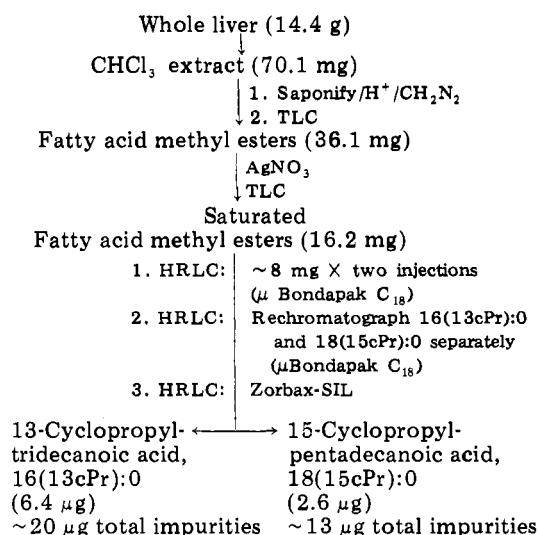 Whole liver (14.4 g)
CHCl₃ extract (70.1 mg)
1. Saponify/H⁺/CH₂N₂
2. TLC
Fatty acid methyl esters (36.1 mg)
AgNO₃
TLC
Saturated
Fatty acid methyl esters (16.2 mg)
1. HRLC: ~8 mg × two injections
(μ Bondapak C₁₈)
2. HRLC: Rechromatograph 16(13cPr):0
and 18(15cPr):0 separately
(μBondapak C₁₈)
3. HRLC: Zorbax-SIL
13-Cyclopropyl-
tridecanoic acid,
16(13cPr):0
(6.4 μg)
~20 μg total impurities
15-Cyclopropyl-
pentadecanoic acid,
18(15cPr):0
(2.6 μg)
~13 μg total impurities